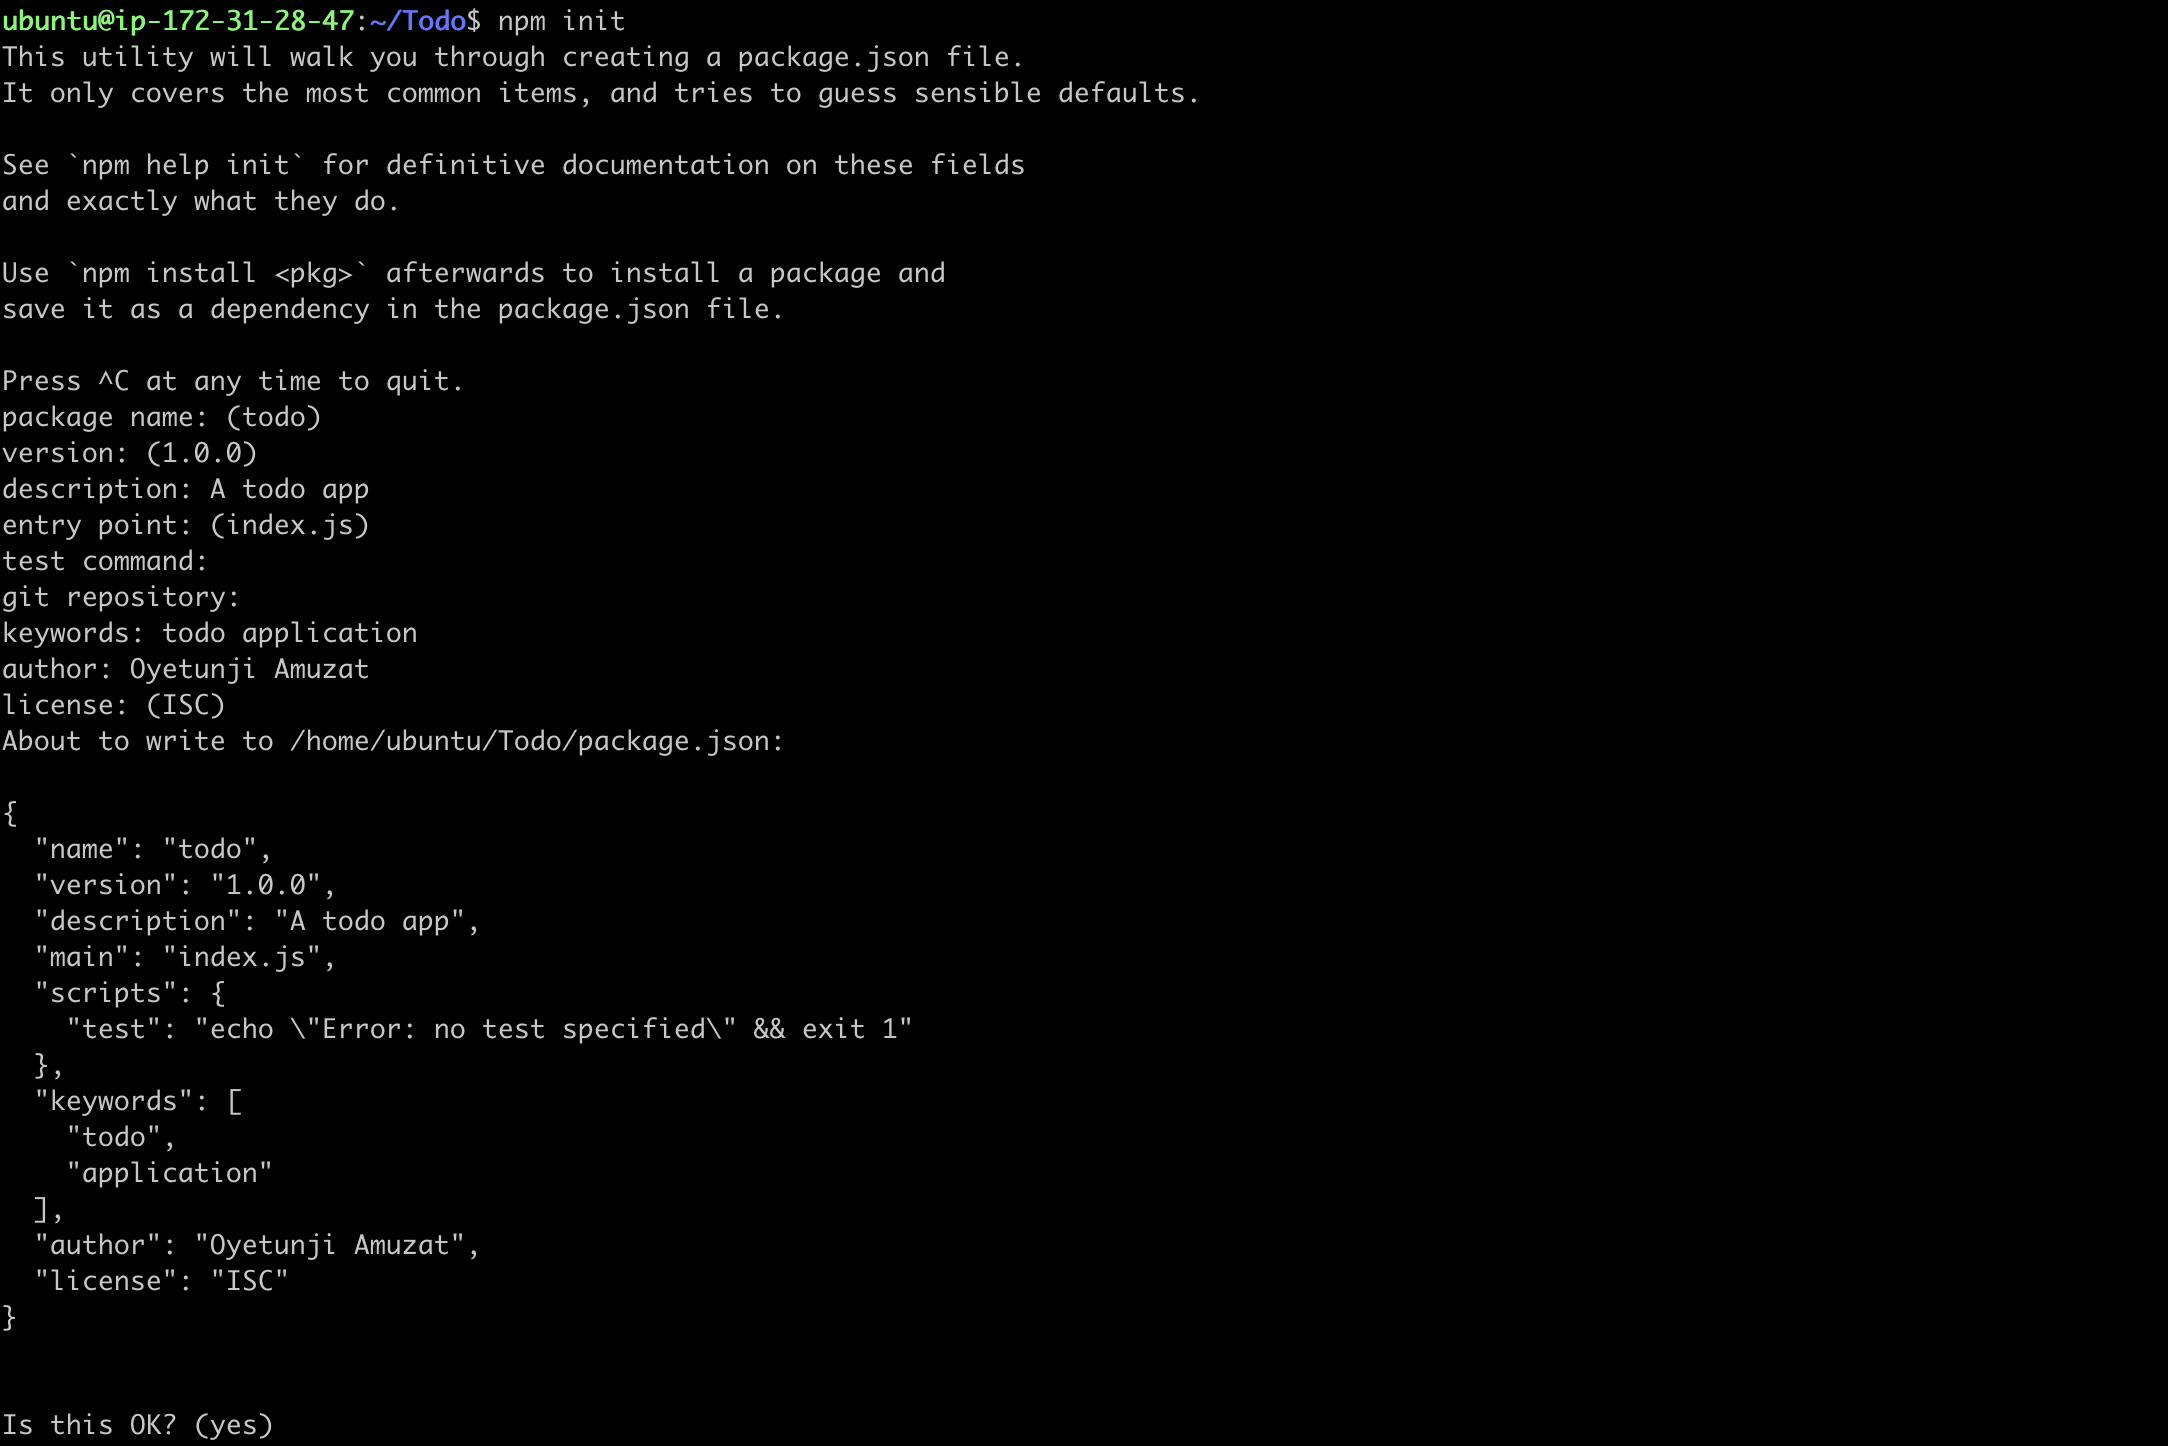 ubuntu@ip-172-31-28-47:~/Todo$ npm init
This utility will walk you through creating a package.json file.
It only covers the most common items, and tries to guess sensible defaults.

See `npm help init` for definitive documentation on these fields
and exactly what they do.

Use `npm install <pkg>` afterwards to install a package and
save it as a dependency in the package.json file.

Press ^C at any time to quit.
package name: (todo)
version: (1.0.0)
description: A todo app
entry point: (index.js)
test command:
git repository:
keywords: todo application
author: Oyetunji Amuzat
license: (ISC)
About to write to /home/ubuntu/Todo/package.json:

{
  "name": "todo",
  "version": "1.0.0",
  "description": "A todo app",
  "main": "index.js",
  "scripts": {
    "test": "echo \"Error: no test specified\" && exit 1"
  },
  "keywords": [
    "todo",
    "application"
  ],
  "author": "Oyetunji Amuzat",
  "license": "ISC"
}


Is this OK? (yes)